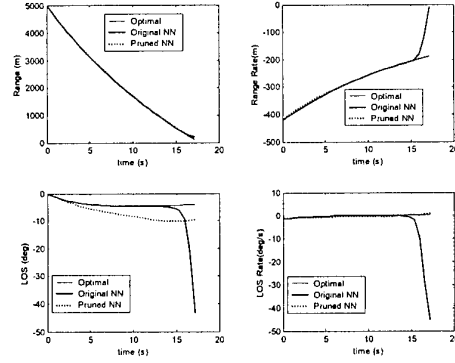 5000
4000
3000
2000
1000
0
Range (m)
Optimal
Original NN
Pruned NN
0 5 10 15 20
time (s)
0
-100
-200
-300
-400
-500
Range Rate(m)
Optimal
Original NN
Pruned NN
0 5 10 15 20
time (s)
0
-10
-20
-30
-40
-50
LOS (deg)
Optimal
Original NN
Pruned NN
0 5 10 15 20
time (s)
10
0
-10
-20
-30
-40
-50
LOS Rate(deg/s)
Optimal
Original NN
Pruned NN
0 5 10 15 20
time (s)